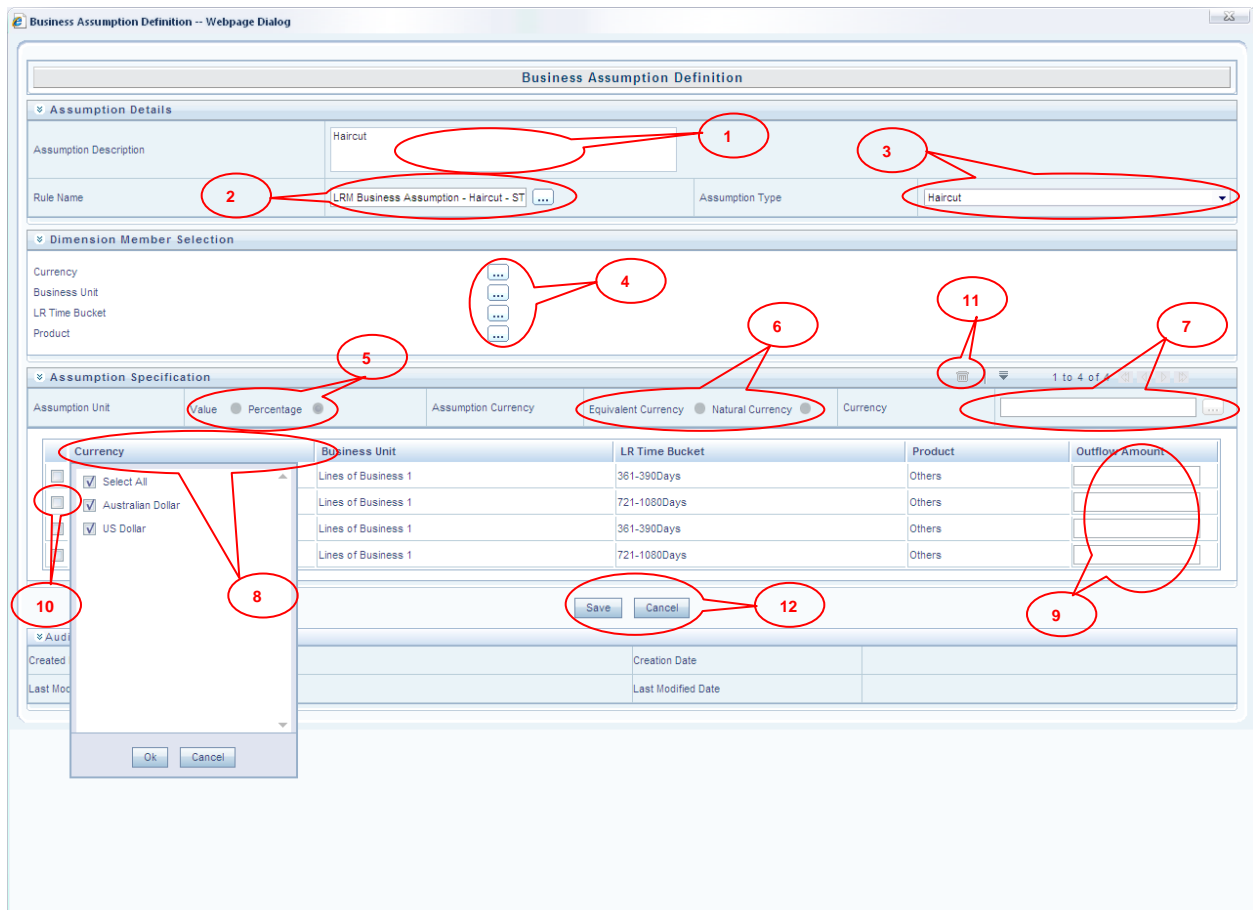 Business Assumption Definition -- Webpage Dialog
Business Assumption Definition
Assumption Details
Assumption Description
Haircut
1
3
Rule Name
2
LRM Business Assumption - Haircut - ST
...
Assumption Type
Haircut
Dimension Member Selection
Currency
...
Business Unit
...
LR Time Bucket
...
Product
...
4
11
6
7
5
Assumption Specification
1 to 4 of 4
Assumption Unit
Value
Percentage
Assumption Currency
Equivalent Currency
Natural Currency
Currency
...
Currency
Business Unit
LR Time Bucket
Product
Outflow Amount
Select All
Lines of Business 1
361-390Days
Others
Australian Dollar
Lines of Business 1
721-1080Days
Others
US Dollar
Lines of Business 1
361-390Days
Others
Lines of Business 1
721-1080Days
Others
10
8
Save
Cancel
12
9
Audi
Created
Creation Date
Last Mod
Last Modified Date
Ok
Cancel